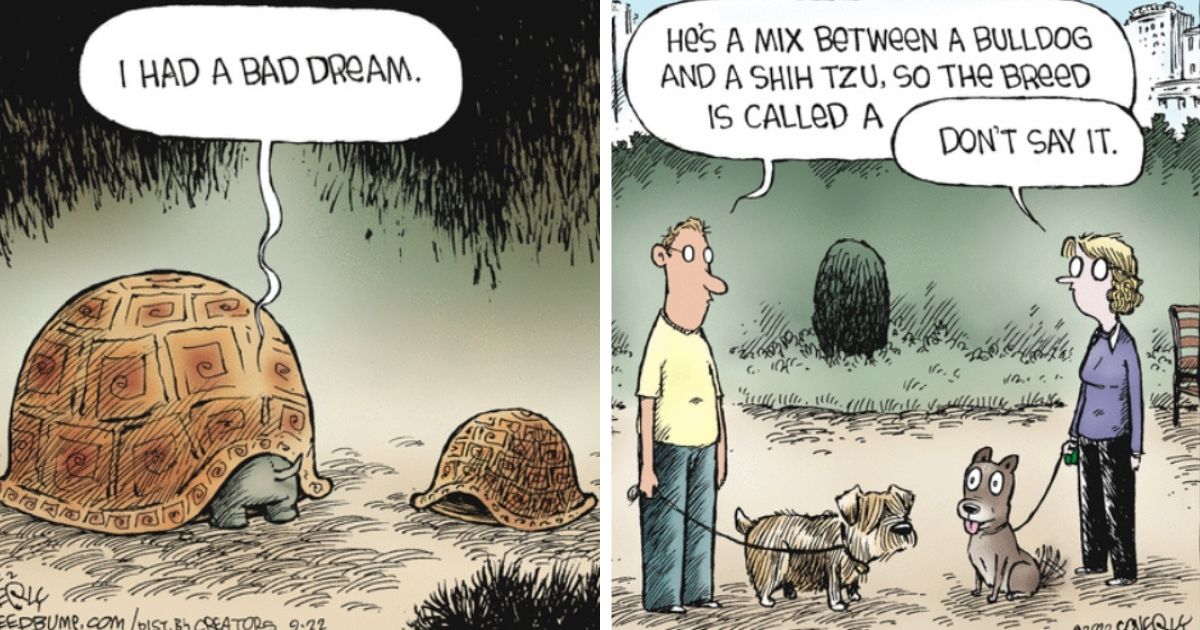 I HAD A BAD DREAM.
HE'S A MIX BETWEEN A BULLDOG
AND A SHIH TZU, SO THE BREED
IS CALLED A
DON'T SAY IT.
EEDBUMP.COM/DIST. BY CREATORS 9-22